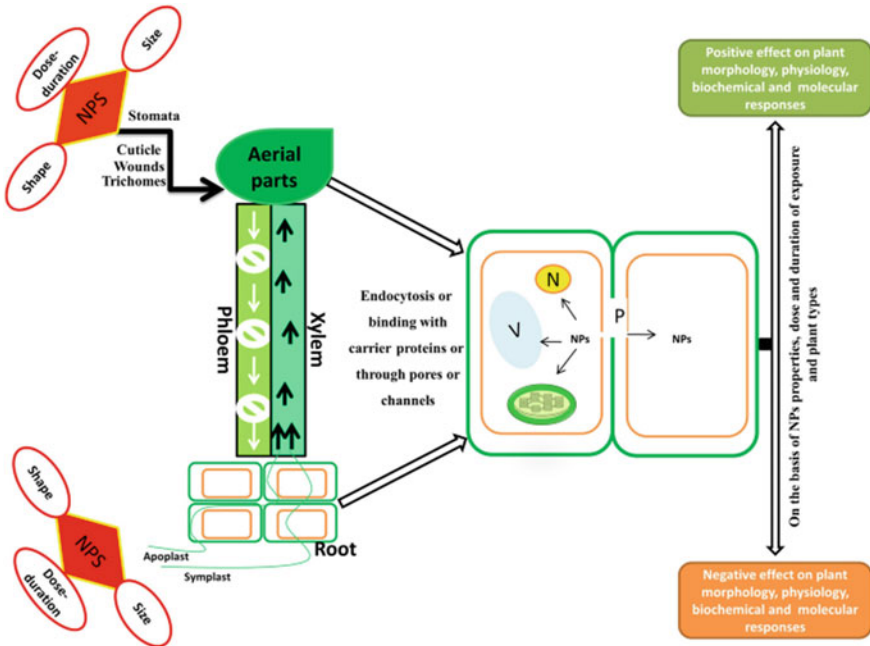 Dose-
duration
Size
NPS
Shape
Stomata
Cuticle
Wounds
Trichomes
Aerial
parts
Phloem
Xylem
Endocytosis or
binding with
carrier proteins or
through pores or
channels
N
V
NPs
P
NPs
Positive effect on plant
morphology, physiology,
biochemical and molecular
responses
On the basis of NPs properties, dose and duration of exposure
and plant types
Shape
NPS
Dose-
duration
Size
Apoplast
Symplast
Root
Negative effect on plant
morphology, physiology,
biochemical and molecular
responses